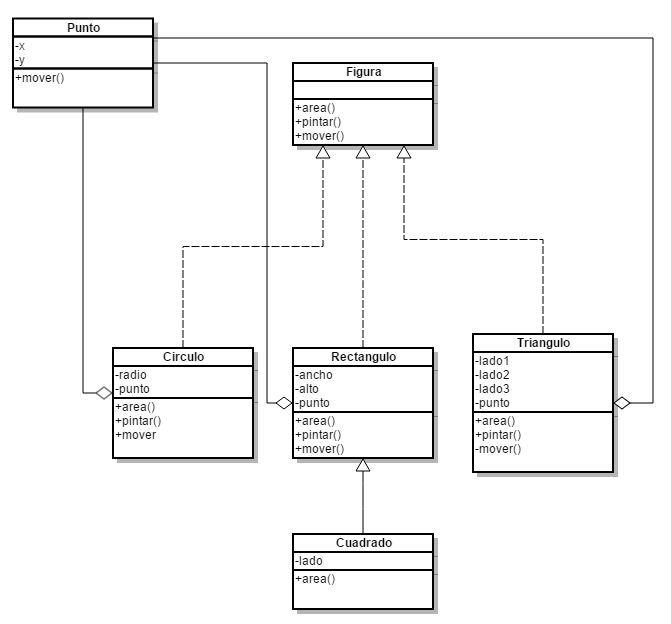 Punto
-x
-y
+mover()
Figura
+area()
+pintar()
+mover()
Circulo
-radio
-punto
+area()
+pintar()
+mover
Rectangulo
-ancho
-alto
-punto
+area()
+pintar()
+mover()
Triangulo
-lado1
-lado2
-lado3
-punto
+area()
+pintar()
-mover()
Cuadrado
-lado
+area()